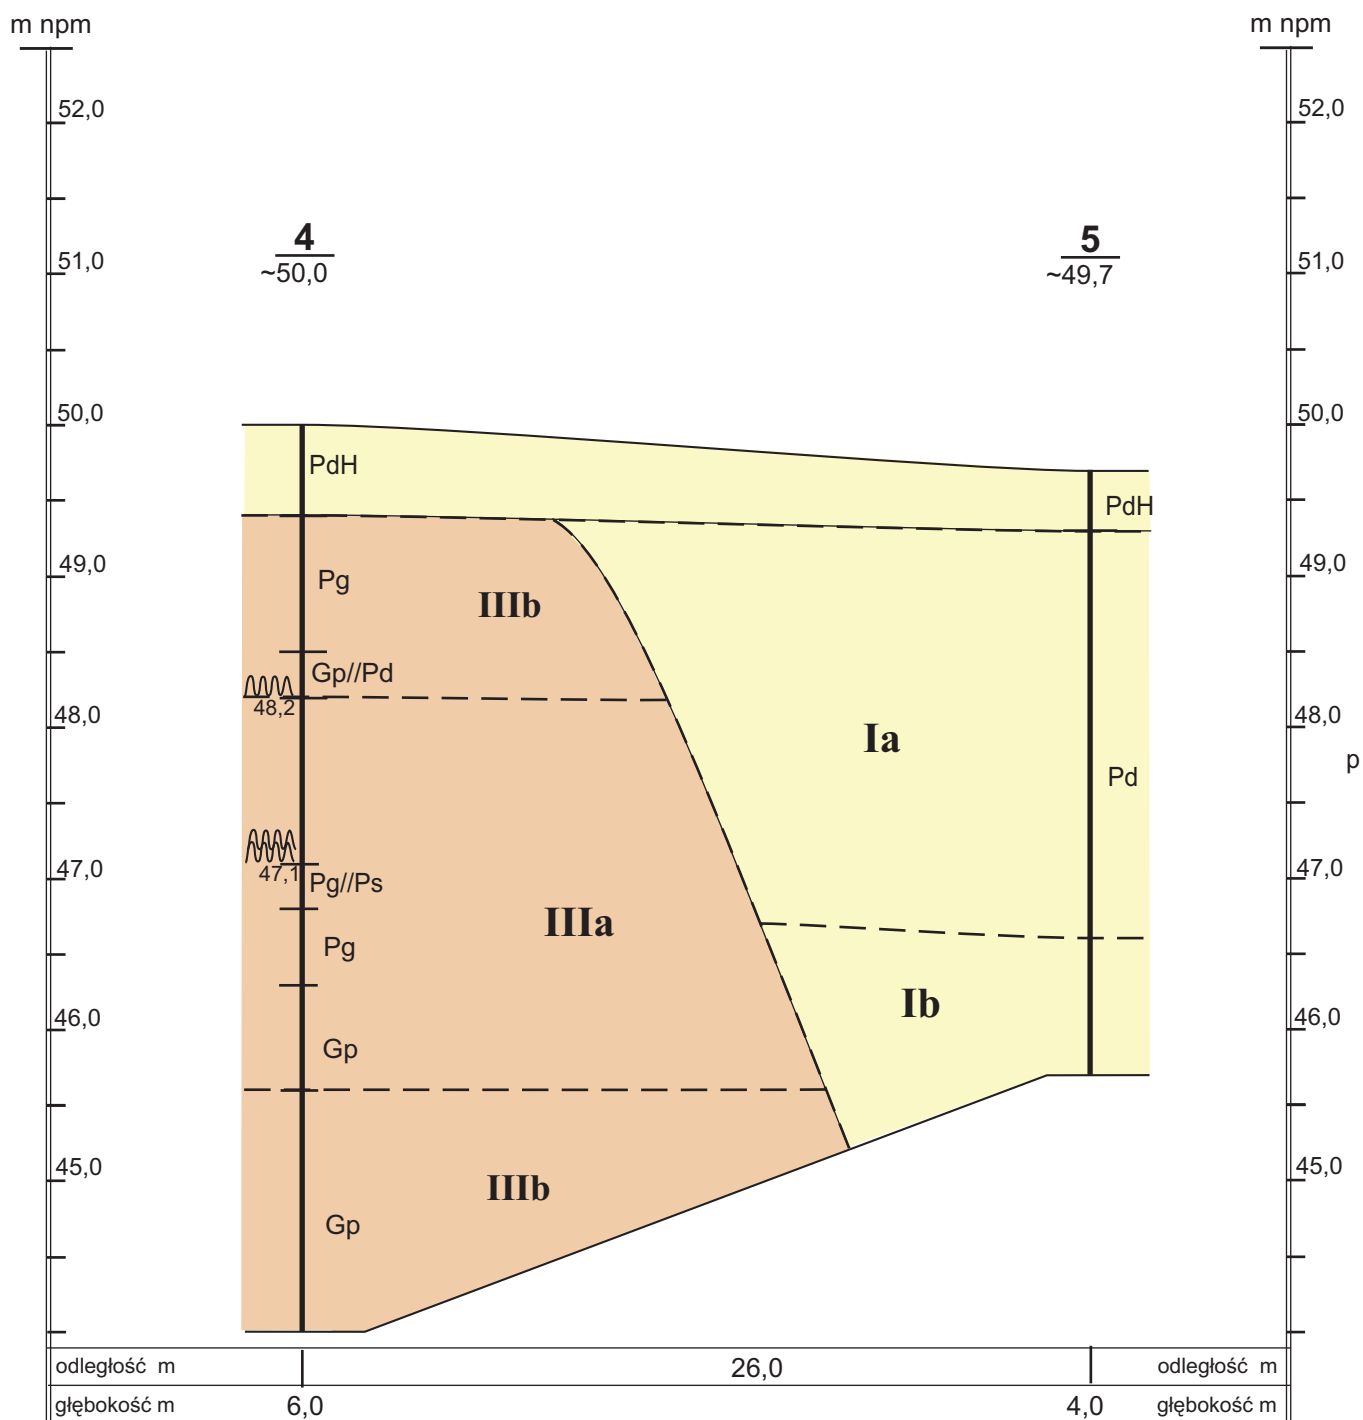 m npm m npm
52,0 52,0
4 5
51,0 ~50,0 ~49,7 51,0
50,0 50,0
PdH
PdH
49,0 Pg 49,0
IIIb
Gp//Pd
48,2
48,0 Ia 48,0
p
Pd
47,0 47,1 47,0
Pg//Ps
IIIa
Pg
Ib
46,0 46,0
Gp
45,0 45,0
IIIb
Gp
odległość m 26,0 odległość m
głębokość m 6,0 4,0 głębokość m